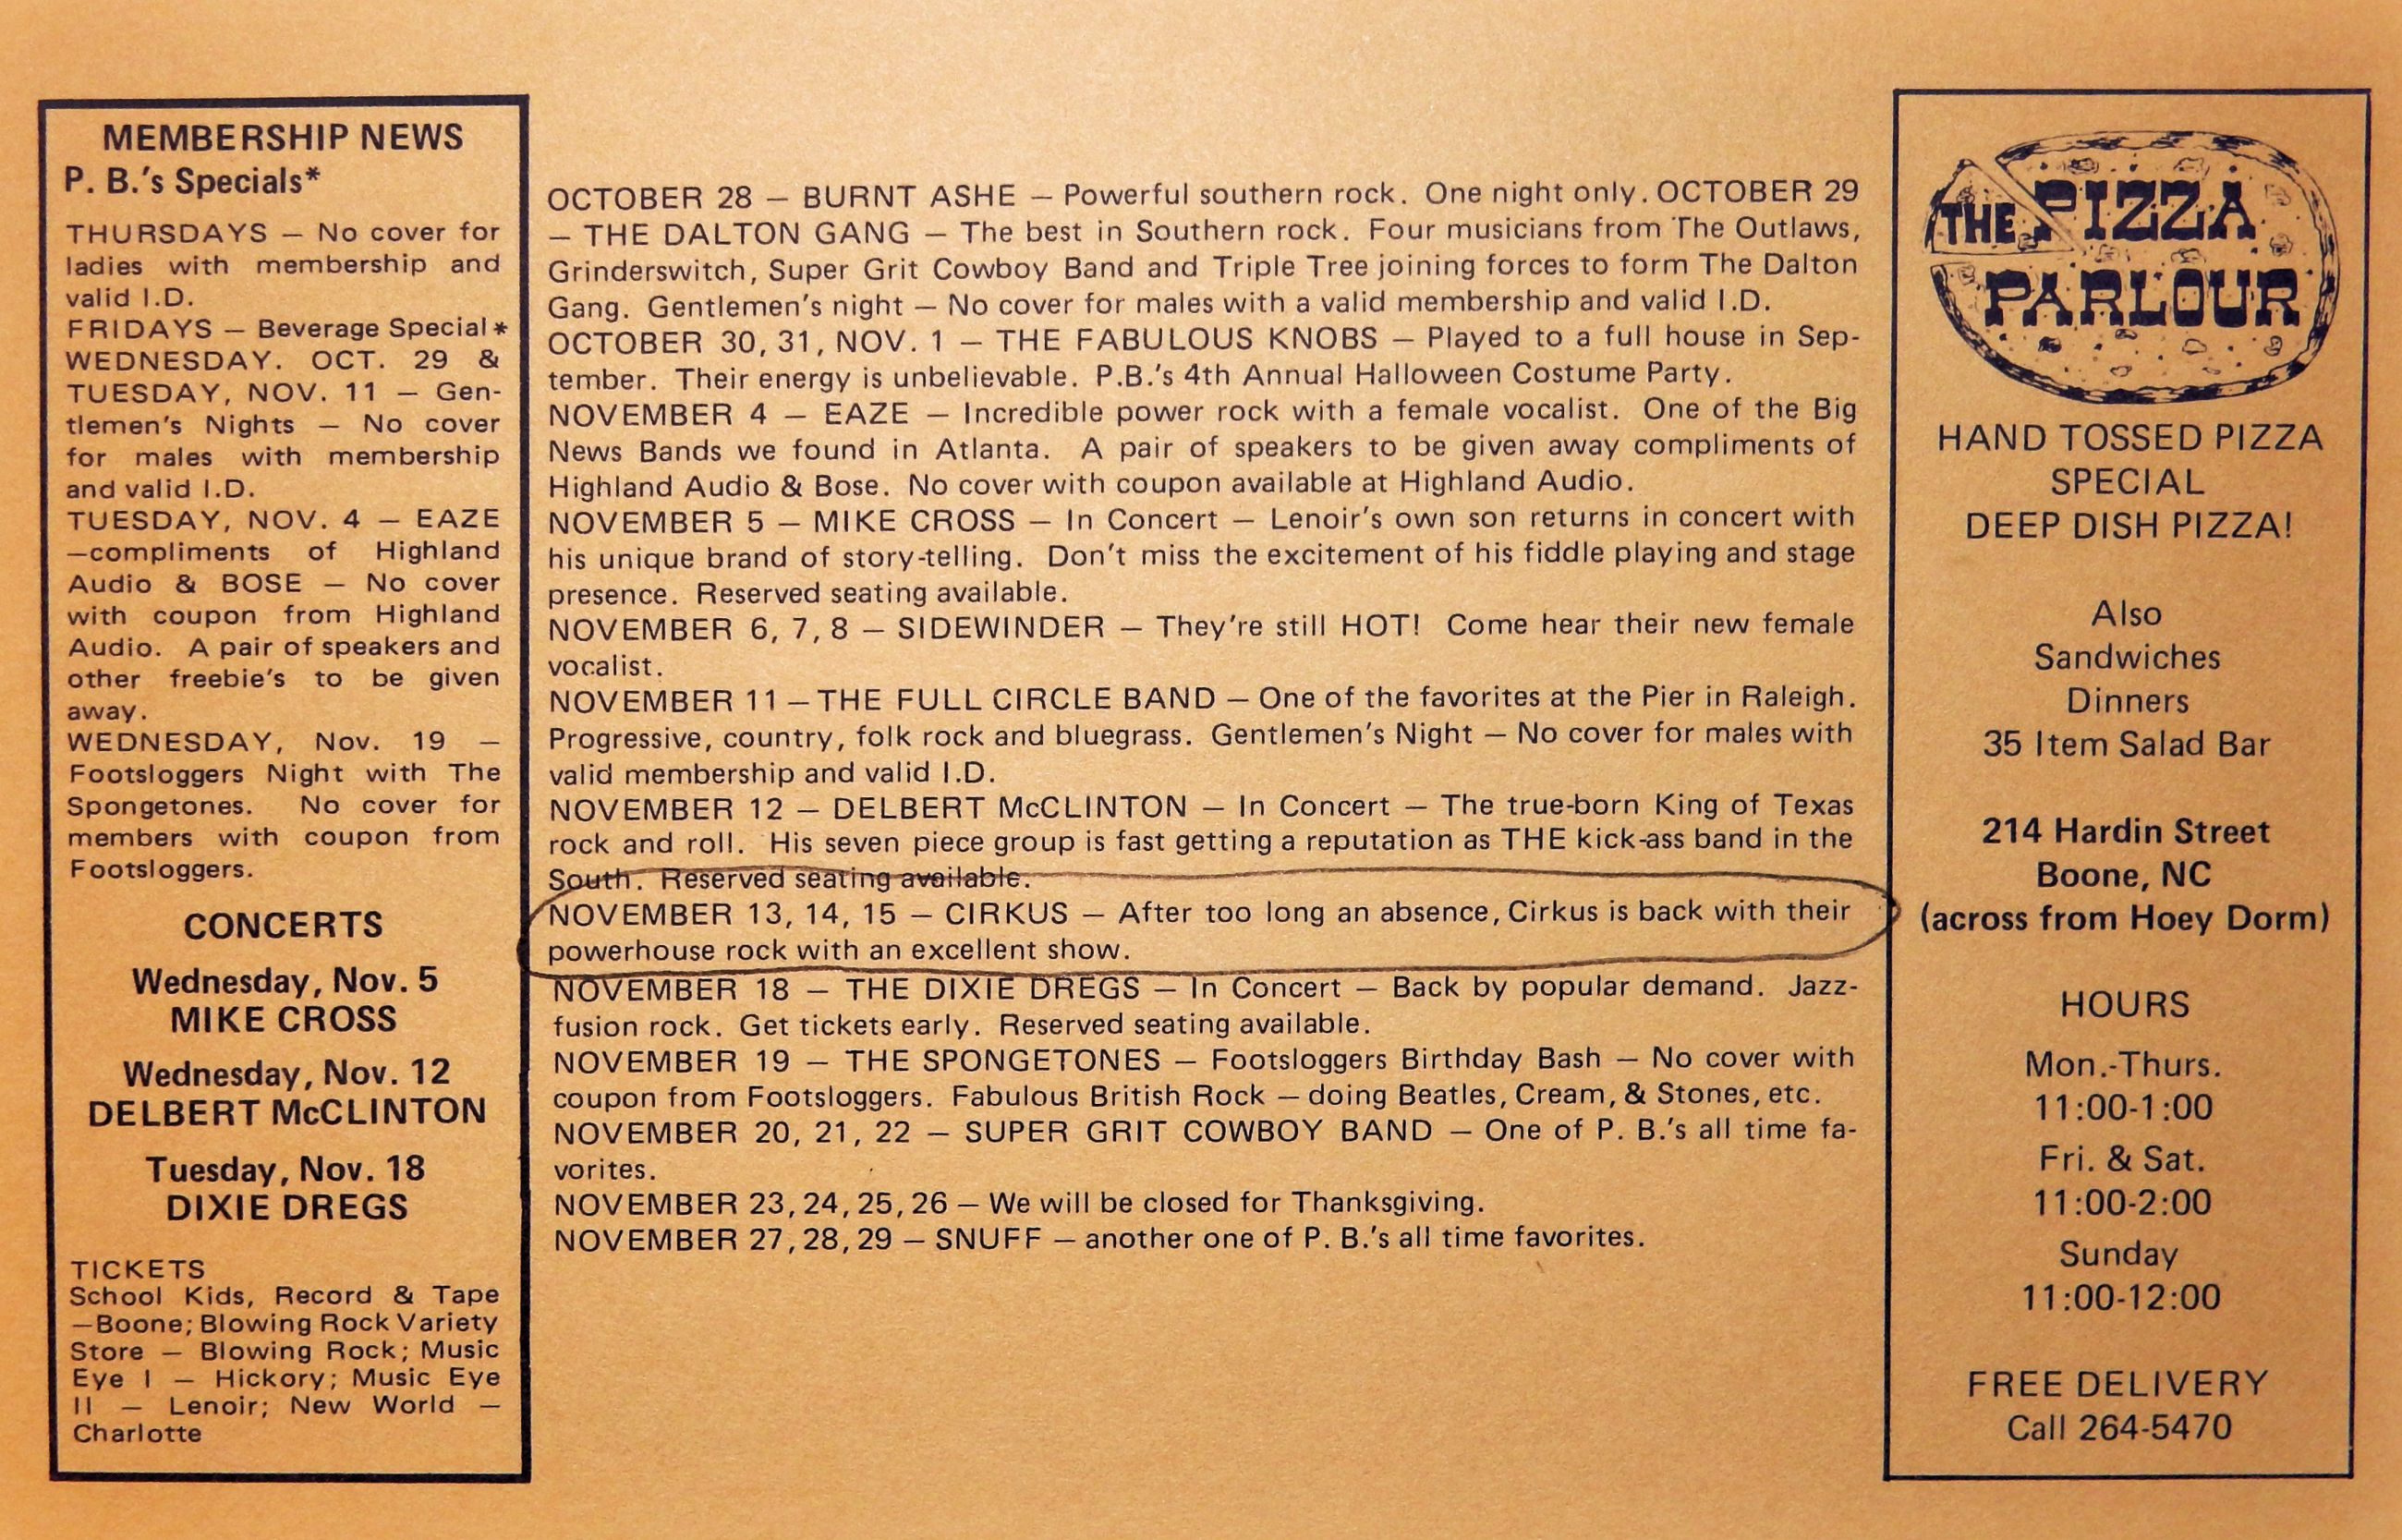 MEMBERSHIP NEWS
P. B.'s Specials*
THURSDAYS — No cover for
ladies with membership and
valid I.D.
FRIDAYS — Beverage Special*
WEDNESDAY. OCT. 29 &
TUESDAY, NOV. 11 — Gen-
tlemen's Nights — No cover
for males with membership
and valid I.D.
TUESDAY, NOV. 4 — EAZE
—compliments of Highland
Audio & BOSE — No cover
with coupon from Highland
Audio. A pair of speakers and
other freebie's to be given
away.
WEDNESDAY, Nov. 19 —
Footsloggers Night with The
Spongetones. No cover for
members with coupon from
Footsloggers.
CONCERTS
Wednesday, Nov. 5
MIKE CROSS
Wednesday, Nov. 12
DELBERT McCLINTON
Tuesday, Nov. 18
DIXIE DREGS
TICKETS
School Kids, Record & Tape
—Boone; Blowing Rock Variety
Store — Blowing Rock; Music
Eye I — Hickory; Music Eye
II — Lenoir; New World —
Charlotte
OCTOBER 28 — BURNT ASHE — Powerful southern rock. One night only. OCTOBER 29
— THE DALTON GANG — The best in Southern rock. Four musicians from The Outlaws,
Grinderswitch, Super Grit Cowboy Band and Triple Tree joining forces to form The Dalton
Gang. Gentlemen's night — No cover for males with a valid membership and valid I.D.
OCTOBER 30, 31, NOV. 1 — THE FABULOUS KNOBS — Played to a full house in Sep-
tember. Their energy is unbelievable. P.B.'s 4th Annual Halloween Costume Party.
NOVEMBER 4 — EAZE — Incredible power rock with a female vocalist. One of the Big
News Bands we found in Atlanta. A pair of speakers to be given away compliments of
Highland Audio & Bose. No cover with coupon available at Highland Audio.
NOVEMBER 5 — MIKE CROSS — In Concert — Lenoir's own son returns in concert with
his unique brand of story-telling. Don't miss the excitement of his fiddle playing and stage
presence. Reserved seating available.
NOVEMBER 6, 7, 8 — SIDEWINDER — They're still HOT! Come hear their new female
vocalist.
NOVEMBER 11 — THE FULL CIRCLE BAND — One of the favorites at the Pier in Raleigh.
Progressive, country, folk rock and bluegrass. Gentlemen's Night — No cover for males with
valid membership and valid I.D.
NOVEMBER 12 — DELBERT McCLINTON — In Concert — The true-born King of Texas
rock and roll. His seven piece group is fast getting a reputation as THE kick-ass band in the
South. Reserved seating available.
NOVEMBER 13, 14, 15 — CIRKUS — After too long an absence, Cirkus is back with their
powerhouse rock with an excellent show.
NOVEMBER 18 — THE DIXIE DREGS — In Concert — Back by popular demand. Jazz-
fusion rock. Get tickets early. Reserved seating available.
NOVEMBER 19 — THE SPONGETONES — Footsloggers Birthday Bash — No cover with
coupon from Footsloggers. Fabulous British Rock — doing Beatles, Cream, & Stones, etc.
NOVEMBER 20, 21, 22 — SUPER GRIT COWBOY BAND — One of P. B.'s all time fa-
vorites.
NOVEMBER 23, 24, 25, 26 — We will be closed for Thanksgiving.
NOVEMBER 27, 28, 29 — SNUFF — another one of P. B.'s all time favorites.
THE PIZZA
PARLOUR
HAND TOSSED PIZZA
SPECIAL
DEEP DISH PIZZA!
Also
Sandwiches
Dinners
35 Item Salad Bar
214 Hardin Street
Boone, NC
(across from Hoey Dorm)
HOURS
Mon.-Thurs.
11:00-1:00
Fri. & Sat.
11:00-2:00
Sunday
11:00-12:00
FREE DELIVERY
Call 264-5470